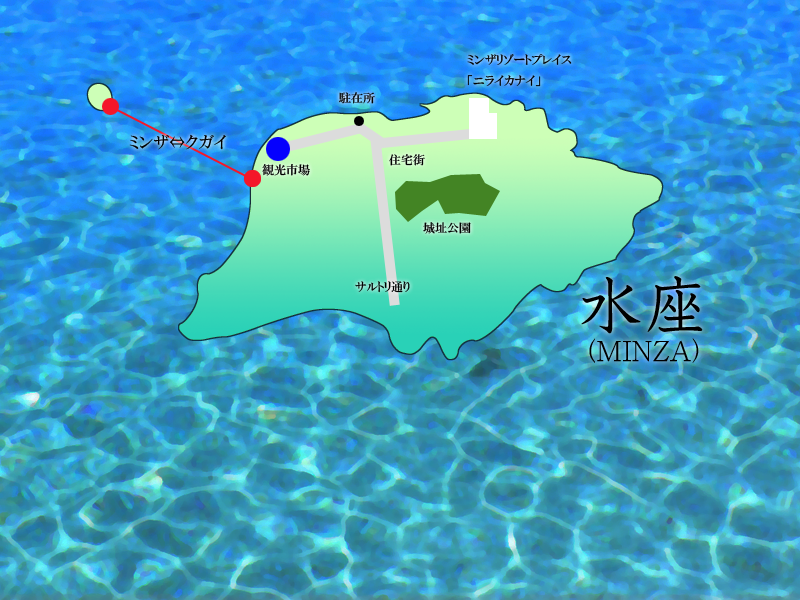 ミンザリゾートプレイス
「ニライカナイ」
駐在所
ミンザ⇔クガイ
住宅街
観光市場
城址公園
サルトリ通り
水座
(MINZA)